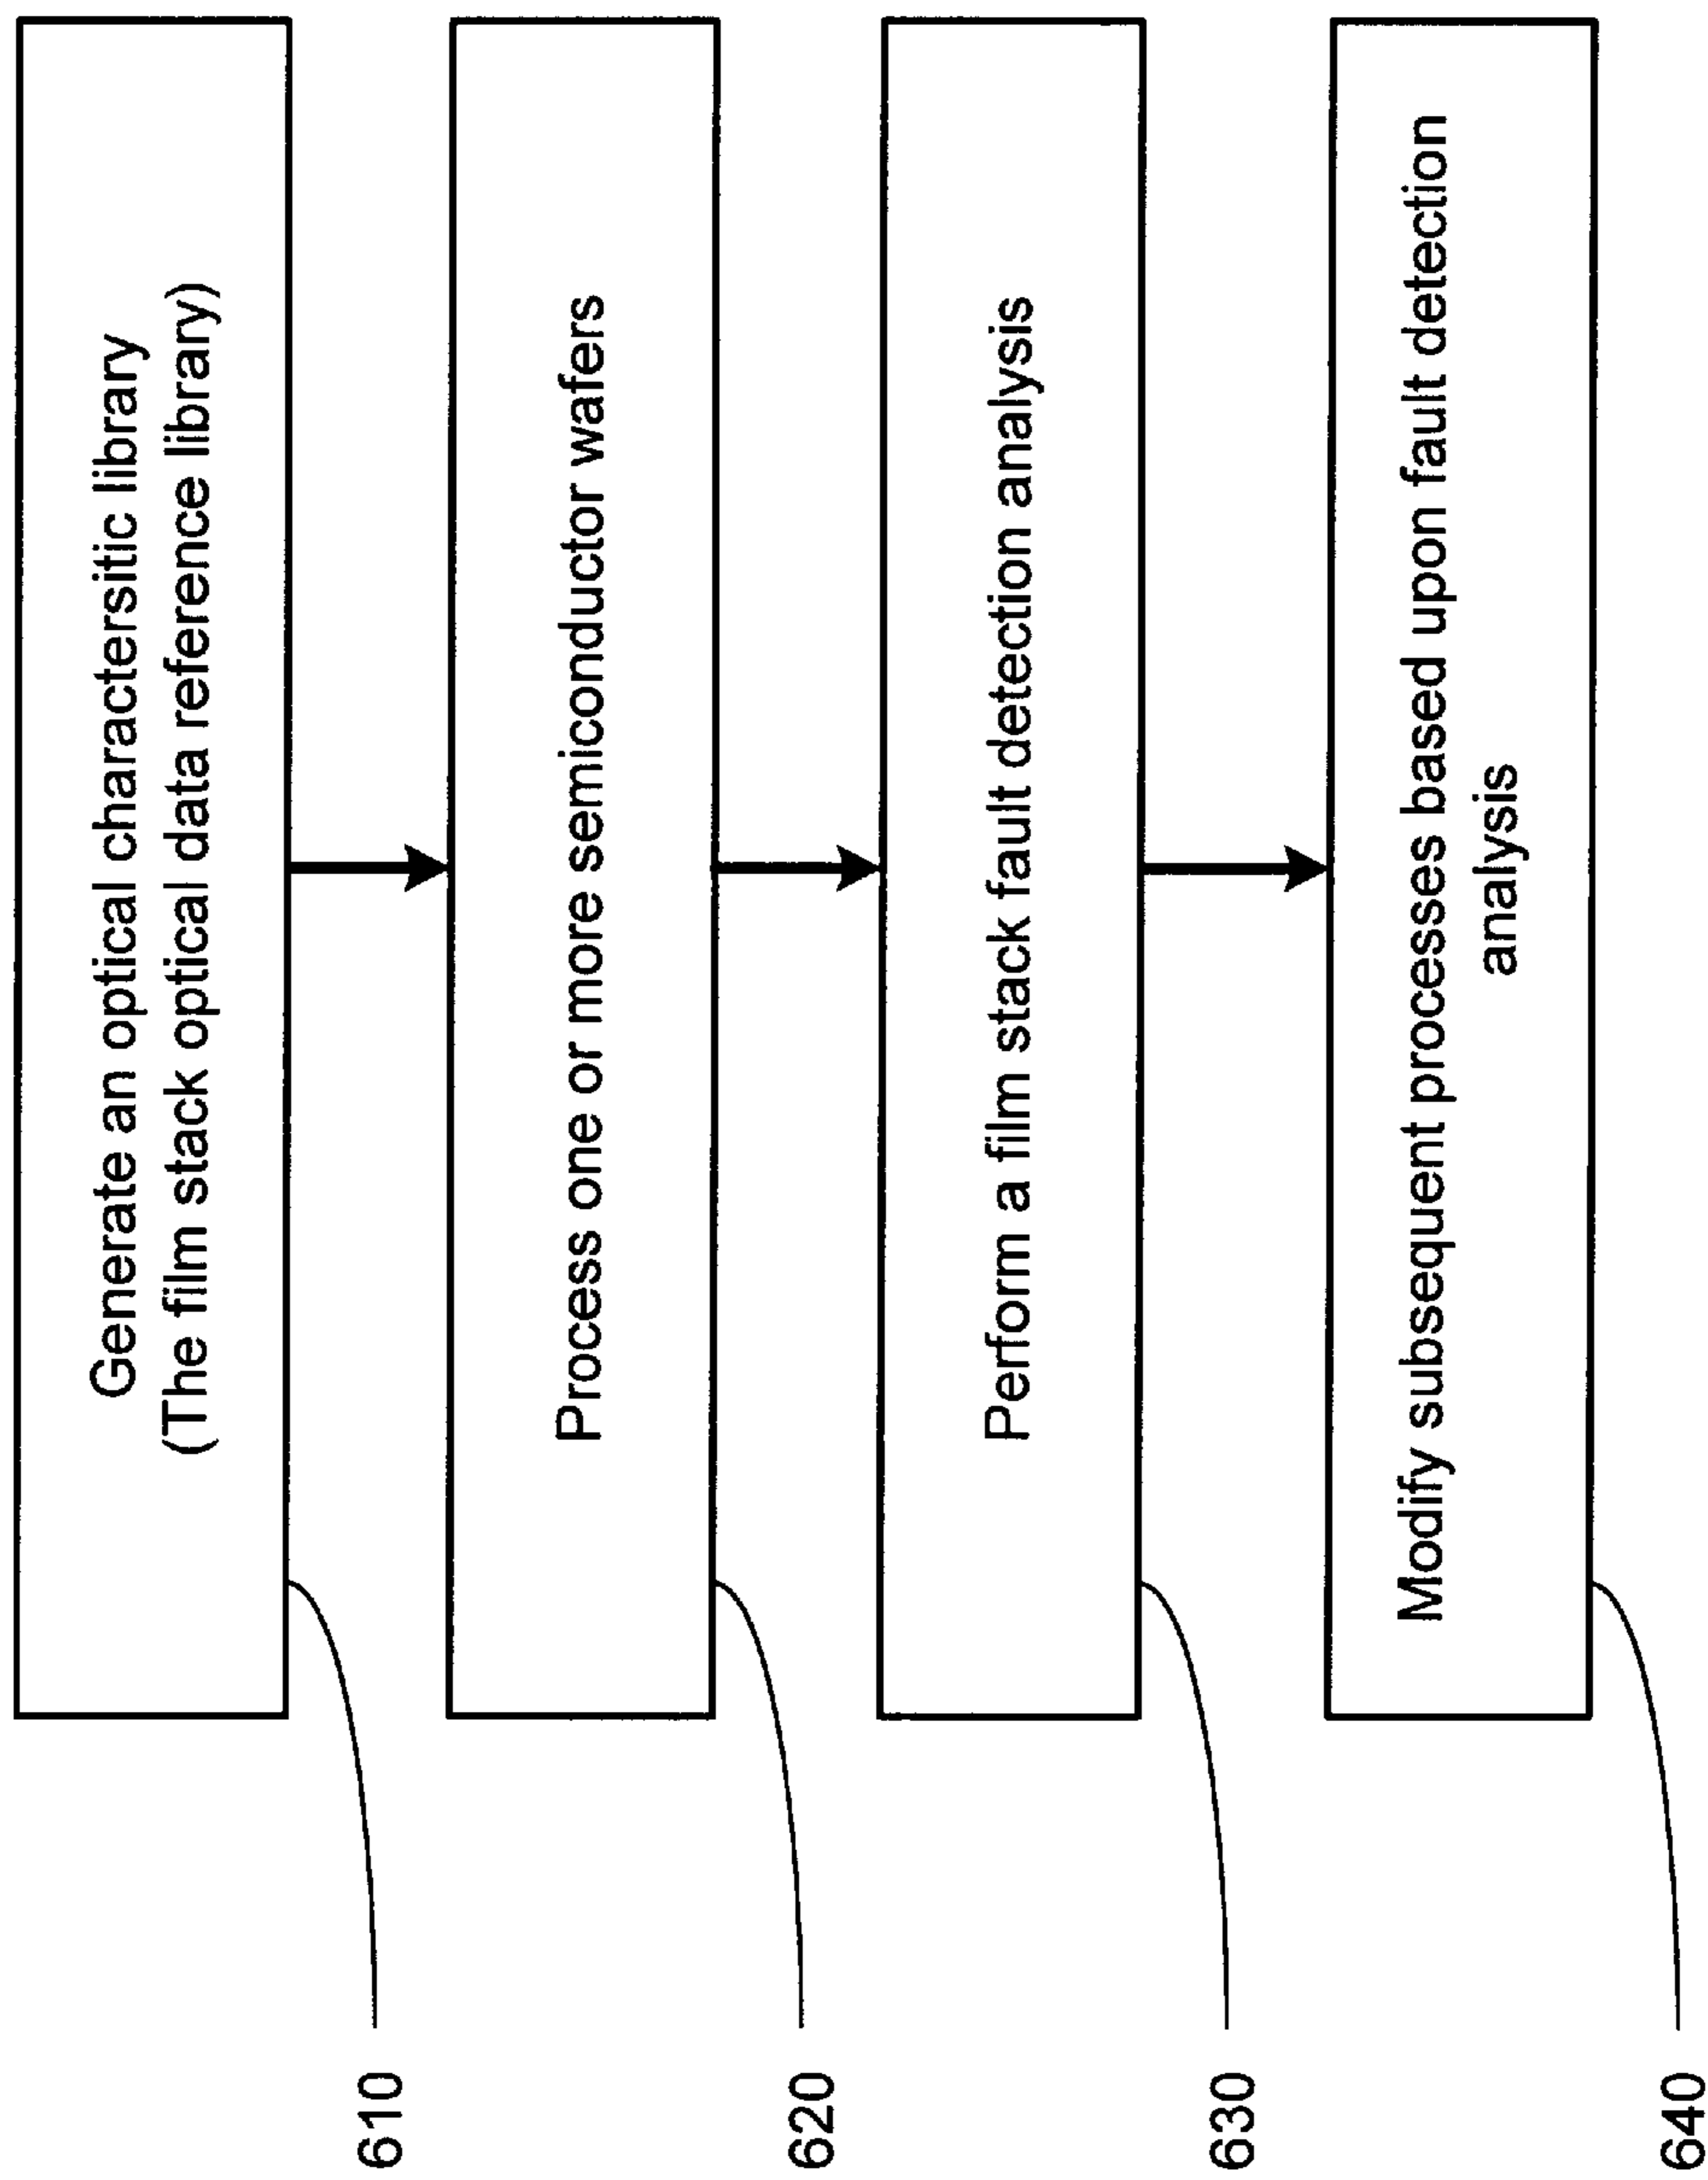 Generate an optical charactersitic library
(The film stack optical data reference library)
610
Process one or more semiconductor wafers
620
Perform a film stack fault detection analysis
630
Modify subsequent processes based upon fault detection
analysis
640